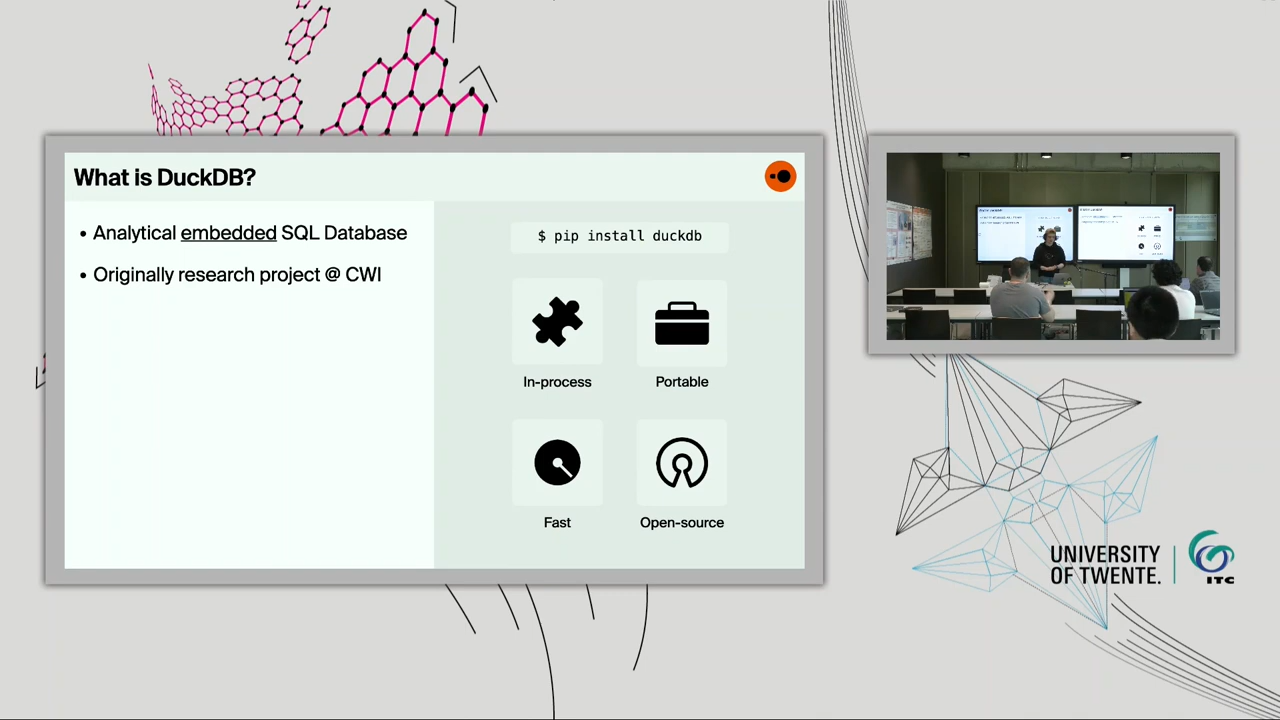 What is DuckDB?
• Analytical embedded SQL Database
• Originally research project @ CWI
$ pip install duckdb
In-process
Portable
Fast
Open-source
UNIVERSITY
OF TWENTE.
ITC